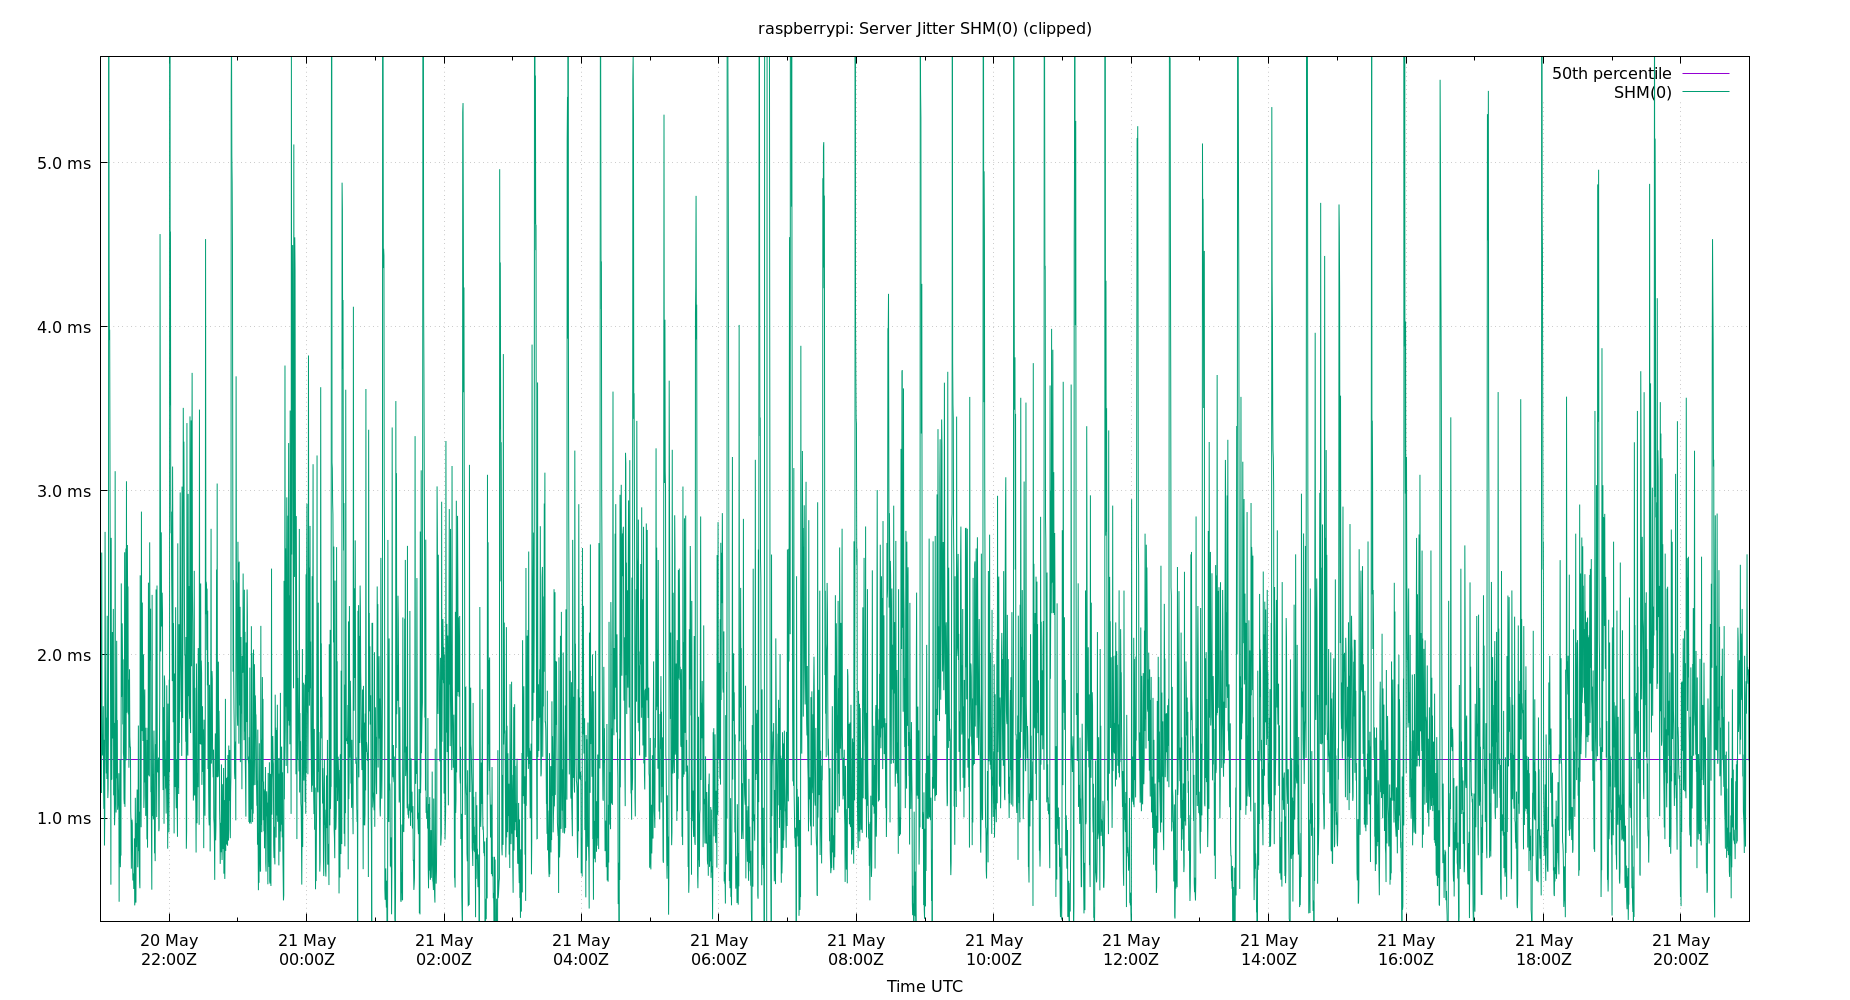 raspberrypi: Server Jitter SHM(0) (clipped)
50th percentile
SHM(0)
5.0 ms
4.0 ms
3.0 ms
2.0 ms
1.0 ms
20 May 21 May 21 May 21 May 21 May 21 May 21 May 21 May 21 May 21 May 21 May 21 May
22:00Z 00:00Z 02:00Z 04:00Z 06:00Z 08:00Z 10:00Z 12:00Z 14:00Z 16:00Z 18:00Z 20:00Z
Time UTC